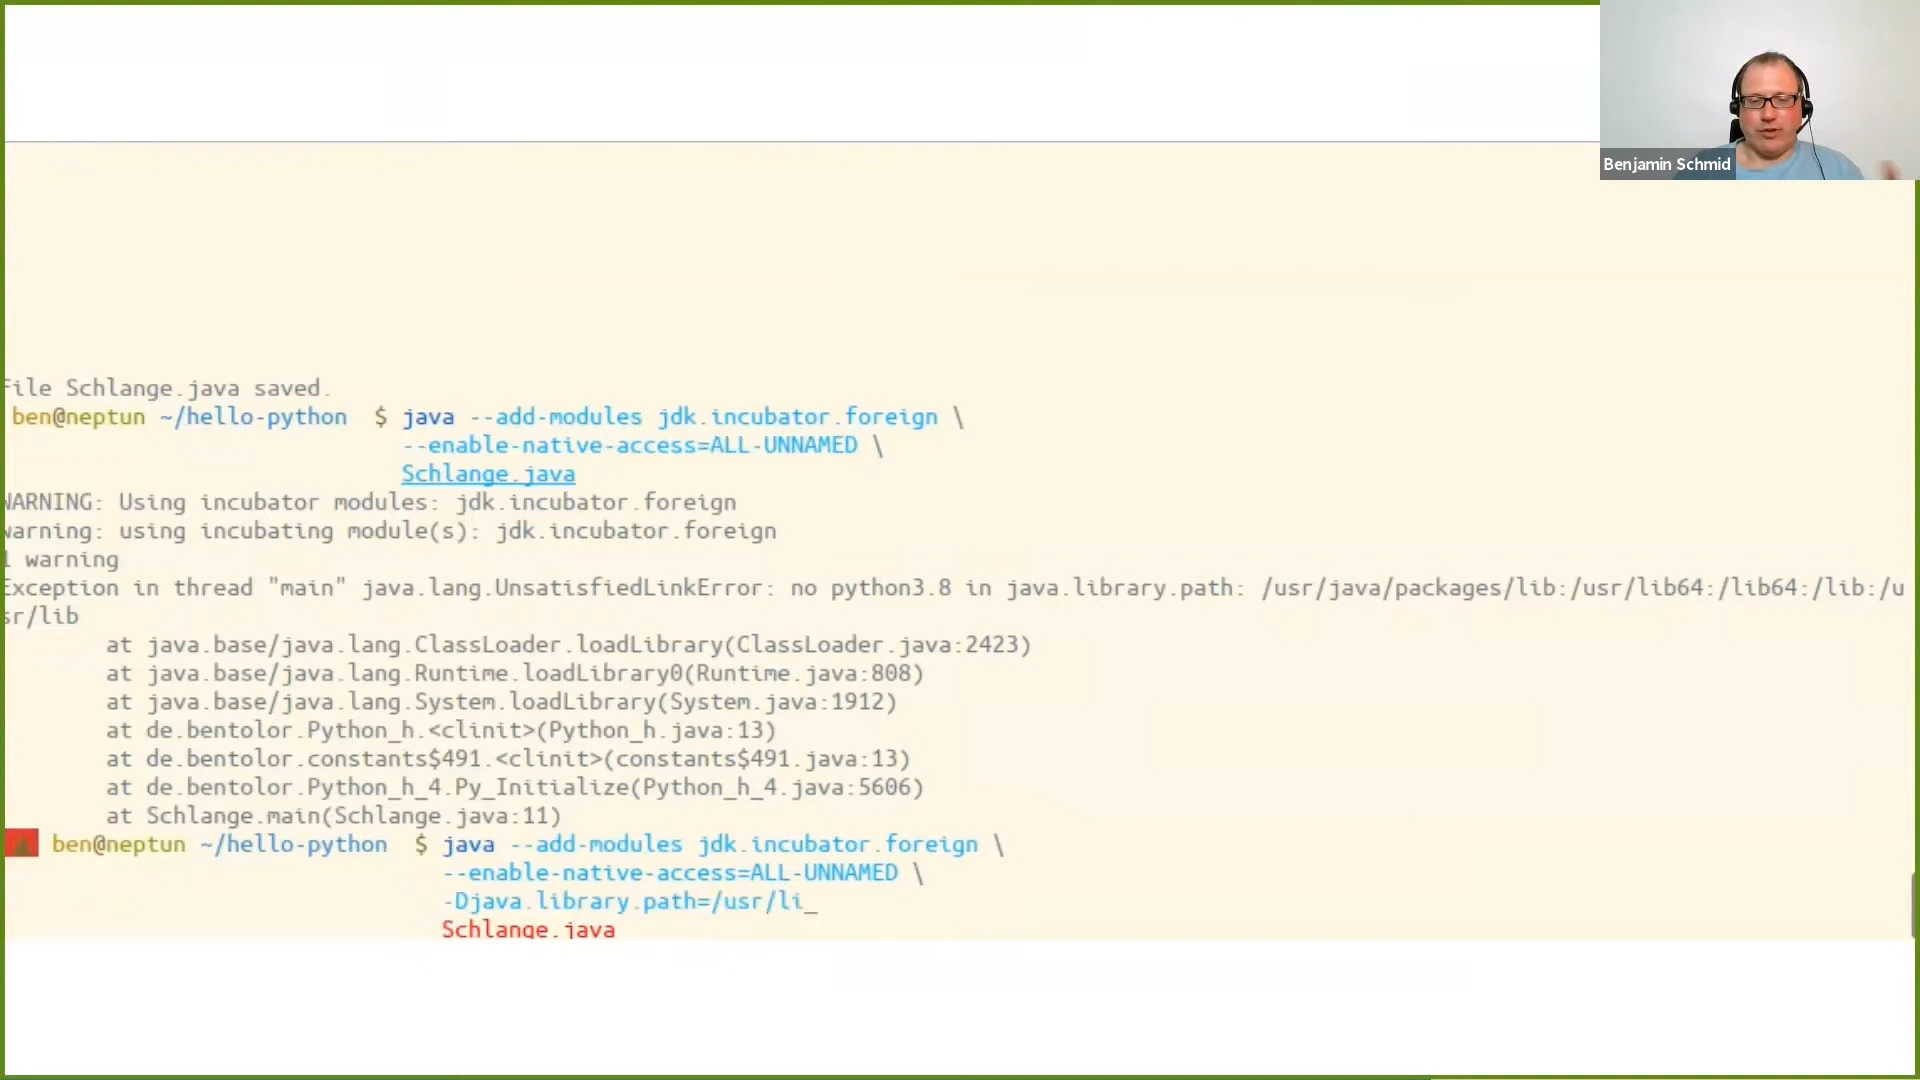 Benjamin Schmid
File Schlange.java saved.
ben@neptun ~/hello-python $ java --add-modules jdk.incubator.foreign \
--enable-native-access=ALL-UNNAMED \
Schlange.java
WARNING: Using incubator modules: jdk.incubator.foreign
warning: using incubating module(s): jdk.incubator.foreign
1 warning
Exception in thread "main" java.lang.UnsatisfiedLinkError: no python3.8 in java.library.path: /usr/java/packages/lib:/usr/lib64:/lib64:/lib:/u
sr/lib
at java.base/java.lang.ClassLoader.loadLibrary(ClassLoader.java:2423)
at java.base/java.lang.Runtime.loadLibrary0(Runtime.java:808)
at java.base/java.lang.System.loadLibrary(System.java:1912)
at de.bentolor.Python_h.<clinit>(Python_h.java:13)
at de.bentolor.constants$491.<clinit>(constants$491.java:13)
at de.bentolor.Python_h_4.Py_Initialize(Python_h_4.java:5606)
at Schlange.main(Schlange.java:11)
ben@neptun ~/hello-python $ java --add-modules jdk.incubator.foreign \
--enable-native-access=ALL-UNNAMED \
-Djava.library.path=/usr/li_
Schlange.java